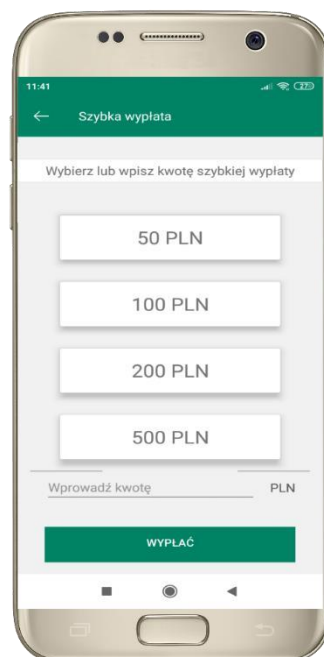 11:41
27
Szybka wypłata
Wybierz lub wpisz kwotę szybkiej wypłaty
50 PLN
100 PLN
200 PLN
500 PLN
Wprowadź kwotę PLN
WYPŁAĆ